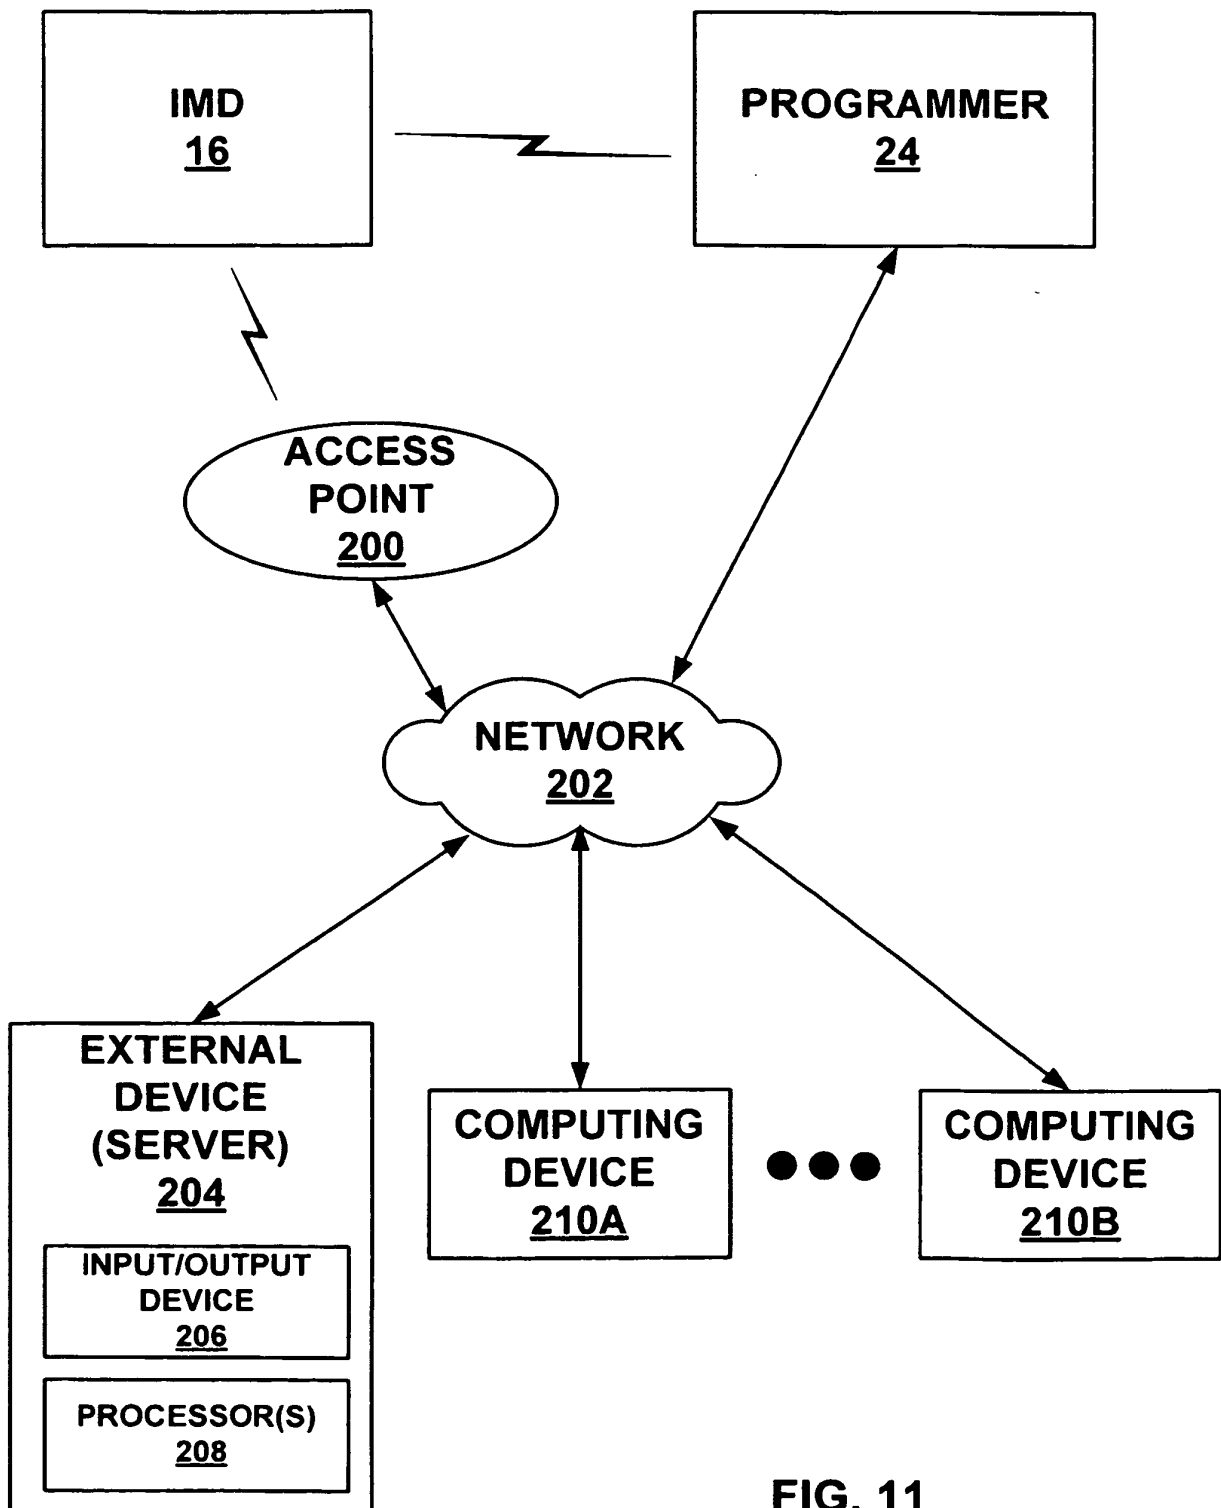 IMD
16
PROGRAMMER
24
ACCESS
POINT
200
NETWORK
202
EXTERNAL
DEVICE
(SERVER)
204
INPUT/OUTPUT
DEVICE
206
PROCESSOR(S)
208
COMPUTING
DEVICE
210A
COMPUTING
DEVICE
210B
FIG. 11